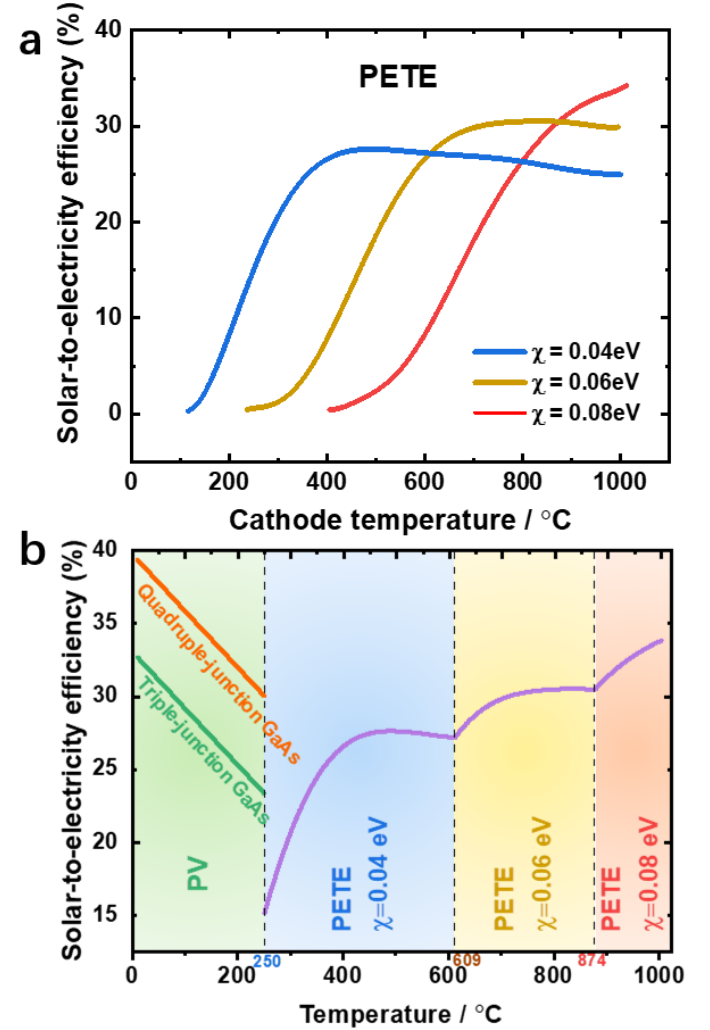 a
Solar-to-electricity efficiency (%)
40
30
20
10
0
PETE
χ = 0.04eV
χ = 0.06eV
χ = 0.08eV
0 200 400 600 800 1000
Cathode temperature / °C
b
Solar-to-electricity efficiency (%)
40
35
30
25
20
15
Quadruple-junction GaAs
Triple-junction GaAs
PV
PETE
χ=0.04 eV
PETE
χ=0.06 eV
PETE
χ=0.08 eV
250 609 874
0 200 400 600 800 1000
Temperature / °C